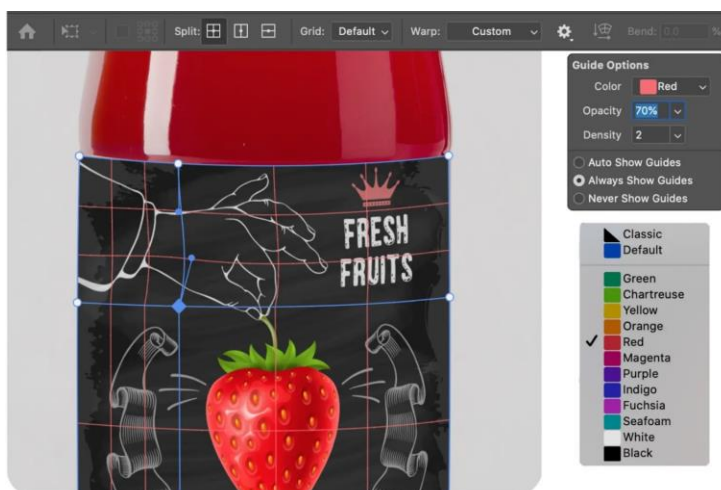 Split: Grid: Default Warp: Custom Bend: 0.0 %
Guide Options
Color Red
Opacity 70%
Density 2
Auto Show Guides
Always Show Guides
Never Show Guides
Classic
Default
Green
Chartreuse
Yellow
Orange
Red
Magenta
Purple
Indigo
Fuchsia
Seafoam
White
Black
FRESH
FRUITS